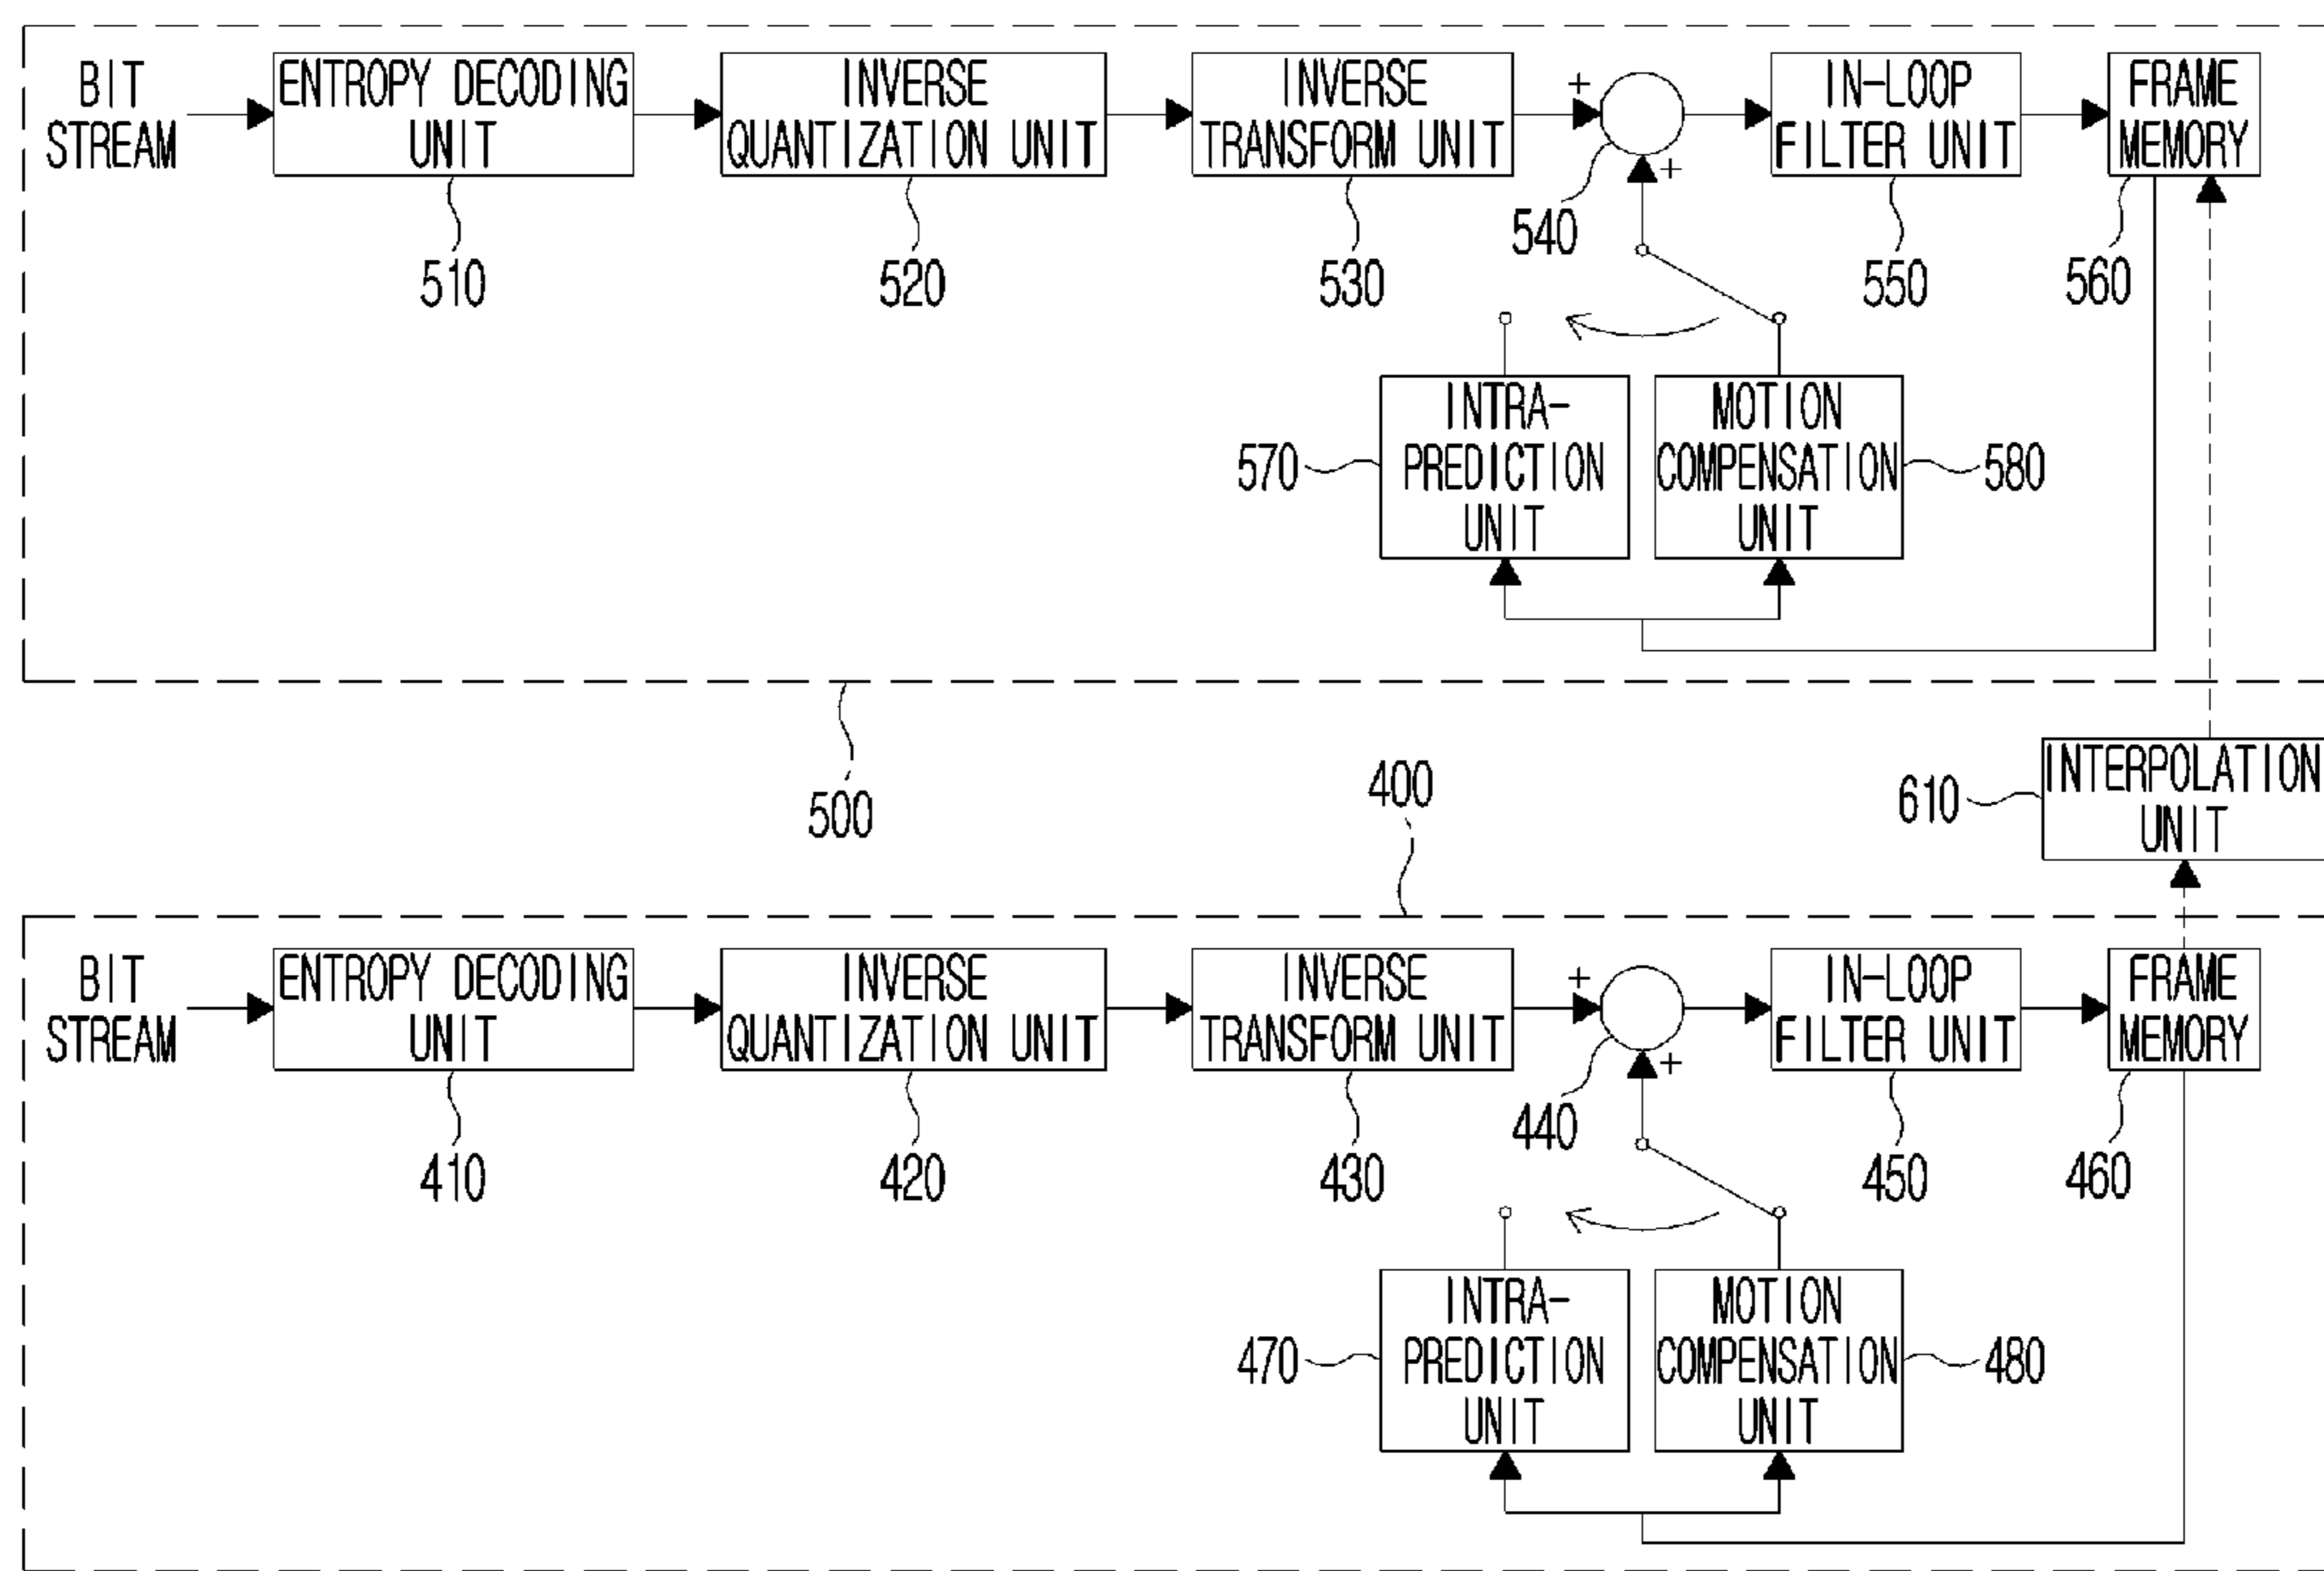 BIT
STREAM
ENTROPY DECODING
UNIT
INVERSE
QUANTIZATION UNIT
INVERSE
TRANSFORM UNIT
+
+
IN-LOOP
FILTER UNIT
FRAME
MEMORY
510
520
530
540
550
560
INTRA-
PREDICTION
UNIT
MOTION
COMPENSATION
UNIT
570
580
500
400
610
INTERPOLATION
UNIT
BIT
STREAM
ENTROPY DECODING
UNIT
INVERSE
QUANTIZATION UNIT
INVERSE
TRANSFORM UNIT
+
+
IN-LOOP
FILTER UNIT
FRAME
MEMORY
410
420
430
440
450
460
INTRA-
PREDICTION
UNIT
MOTION
COMPENSATION
UNIT
470
480